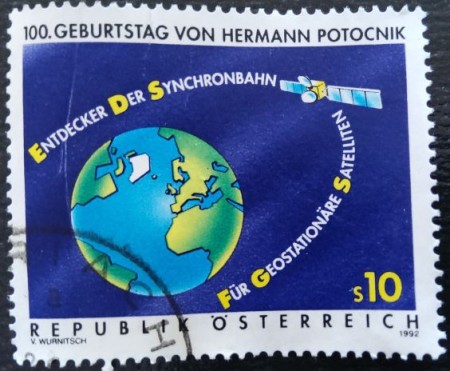 100. GEBURTSTAG VON HERMANN POTOCNIK
ENTDECKER DER SYNCHRONBAHN
FÜR GEOSTATIONÄRE SATELLITEN
S10
REPUBLIK ÖSTERREICH
V. WURNITSCH 1992